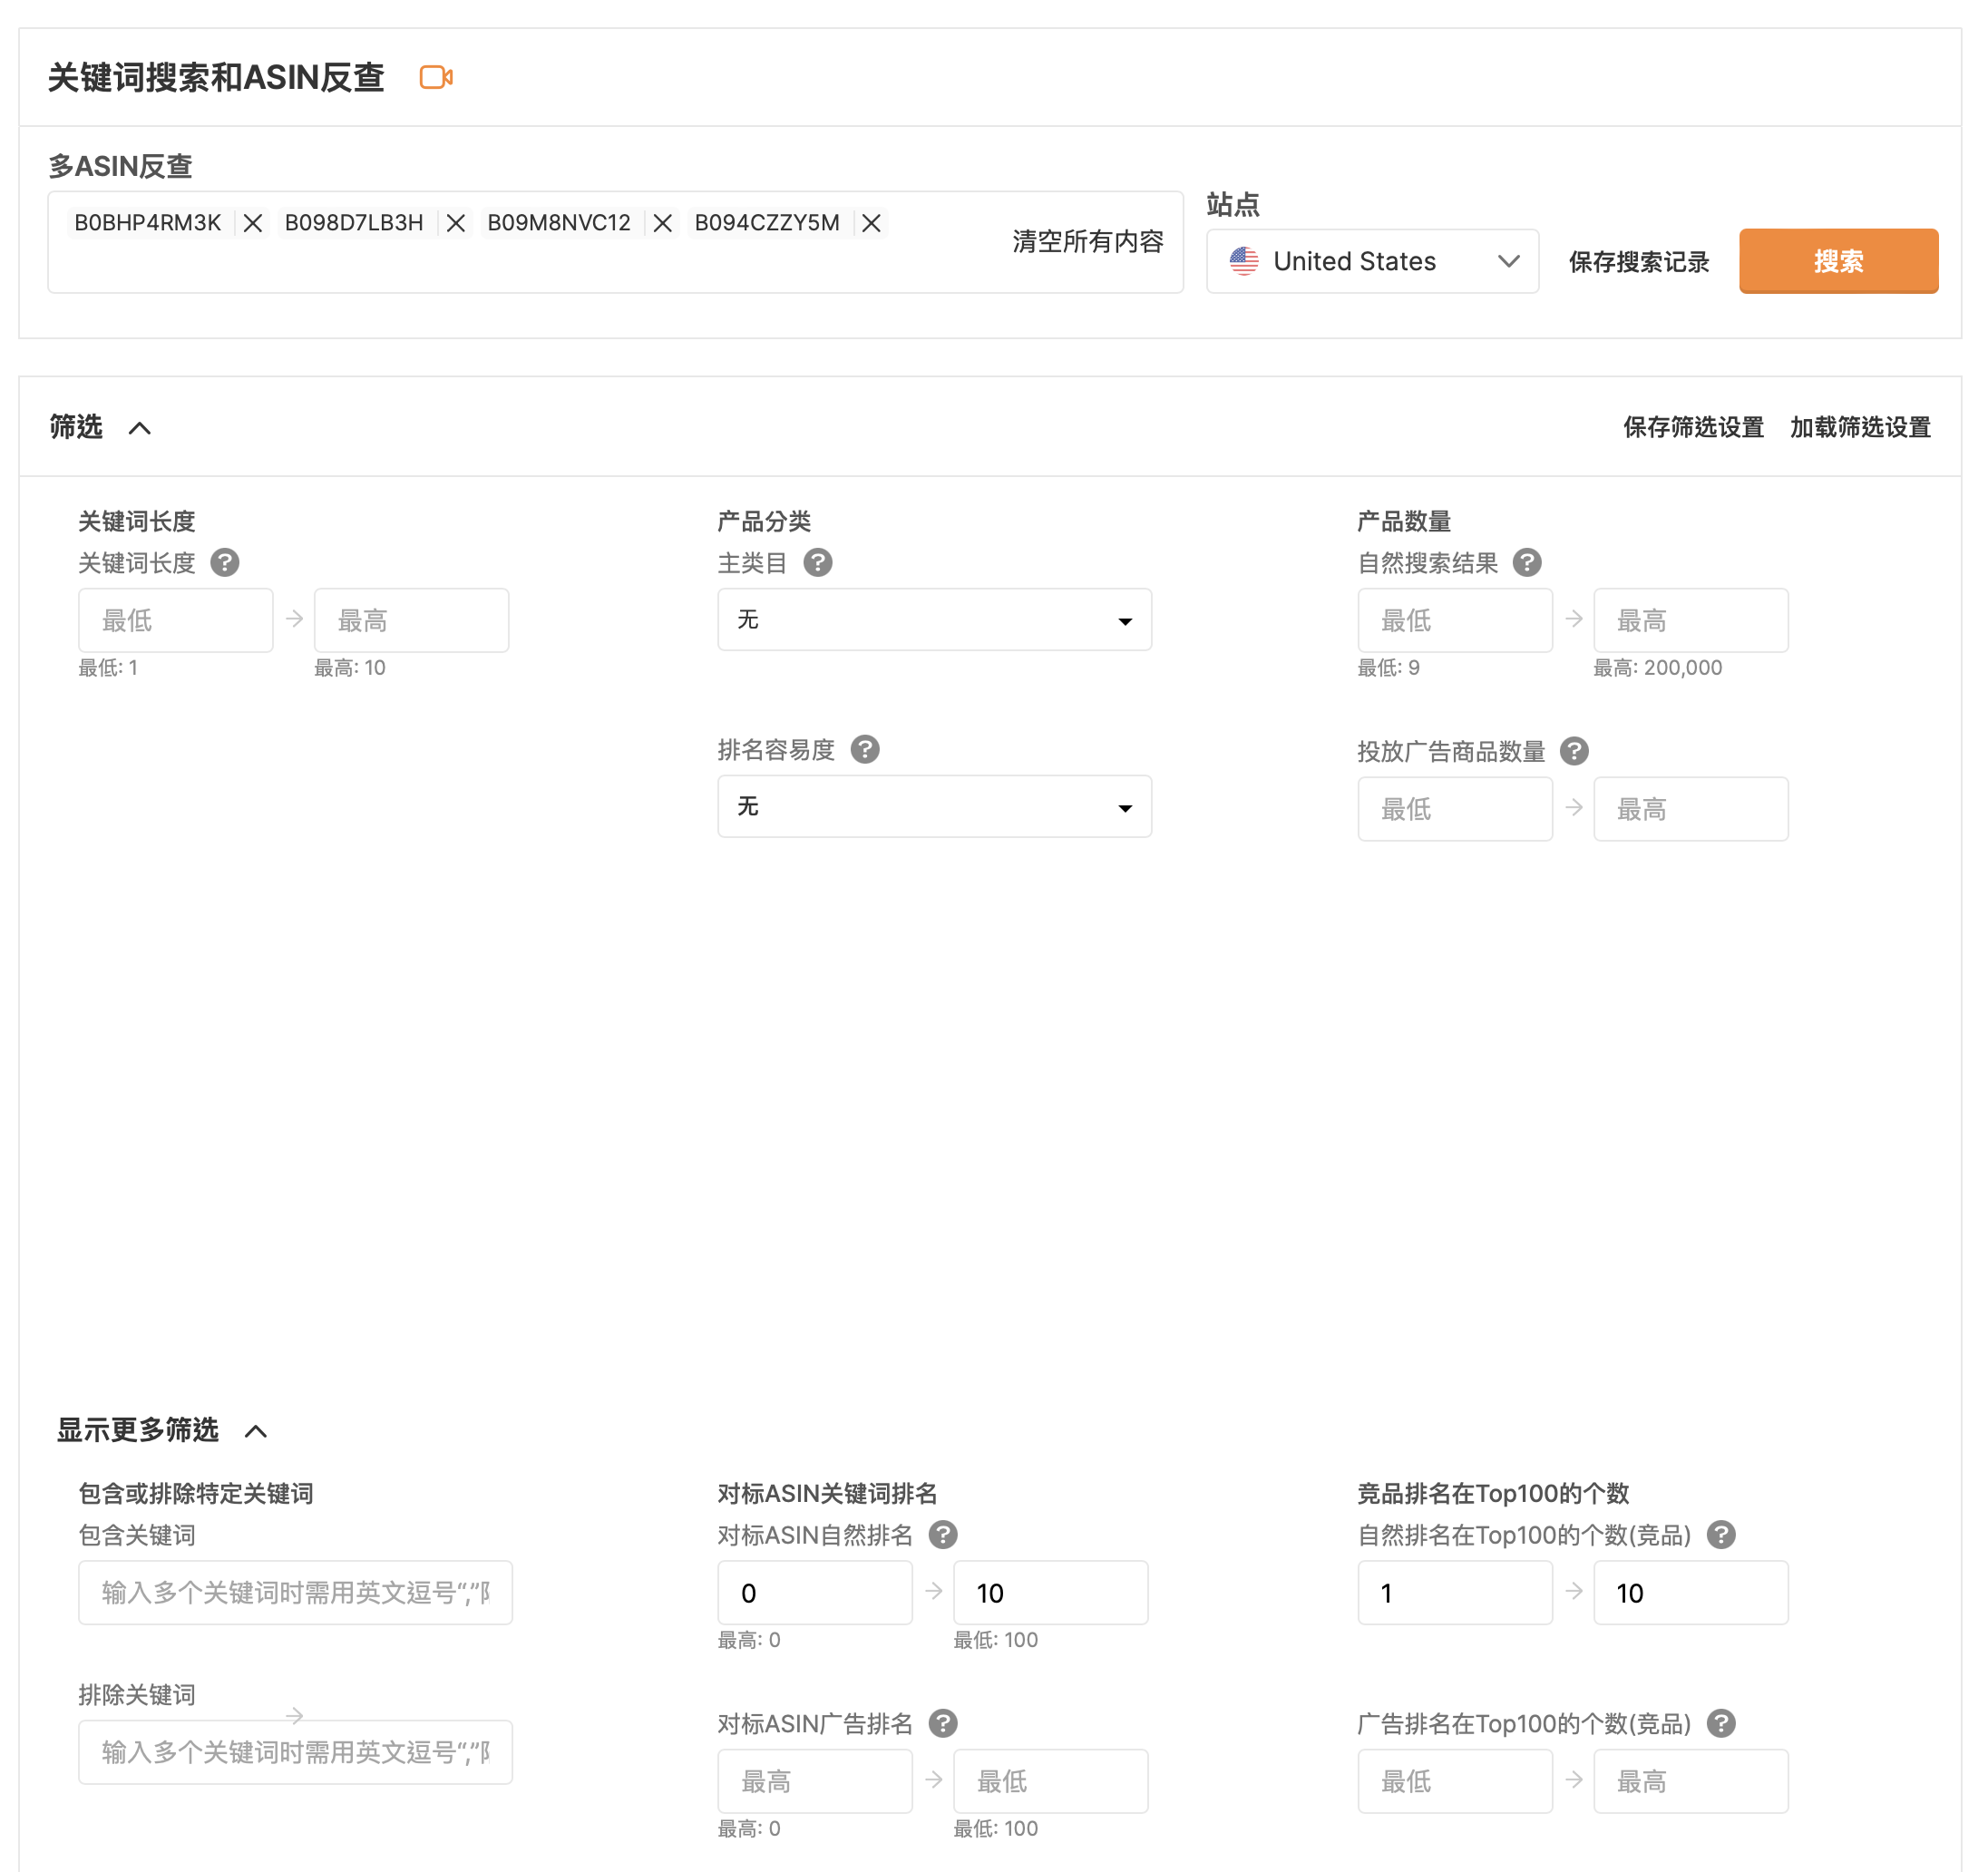 关键词搜索和ASIN反查
多ASIN反查
B0BHP4RM3K B098D7LB3H B09M8NVC12 B094CZZY5M
清空所有内容
站点
United States
保存搜索记录
搜索
筛选
保存筛选设置 加载筛选设置
关键词长度
关键词长度 ?
最低 → 最高
最低: 1 最高: 10
产品分类
主类目 ?
无
排名容易度 ?
无
产品数量
自然搜索结果 ?
最低 → 最高
最低: 9 最高: 200,000
投放广告商品数量 ?
最低 → 最高
显示更多筛选
包含或排除特定关键词
包含关键词
输入多个关键词时需用英文逗号“,”
排除关键词
→
输入多个关键词时需用英文逗号“,”
对标ASIN关键词排名
对标ASIN自然排名 ?
0 → 10
最高: 0 最低: 100
对标ASIN广告排名 ?
最高 → 最低
最高: 0 最低: 100
竞品排名在Top100的个数
自然排名在Top100的个数(竞品) ?
1 → 10
广告排名在Top100的个数(竞品) ?
最低 → 最高